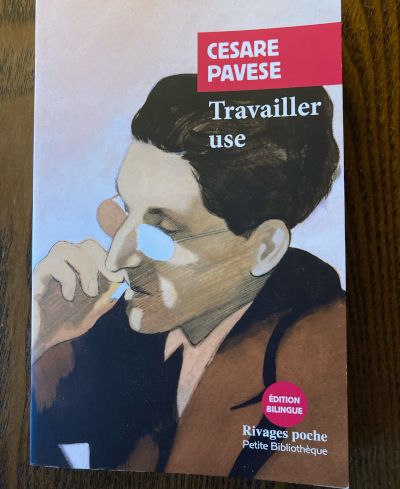 CESARE
PAVESE
Travailler
use
ÉDITION
BILINGUE
Rivages poche
Petite Bibliothèque